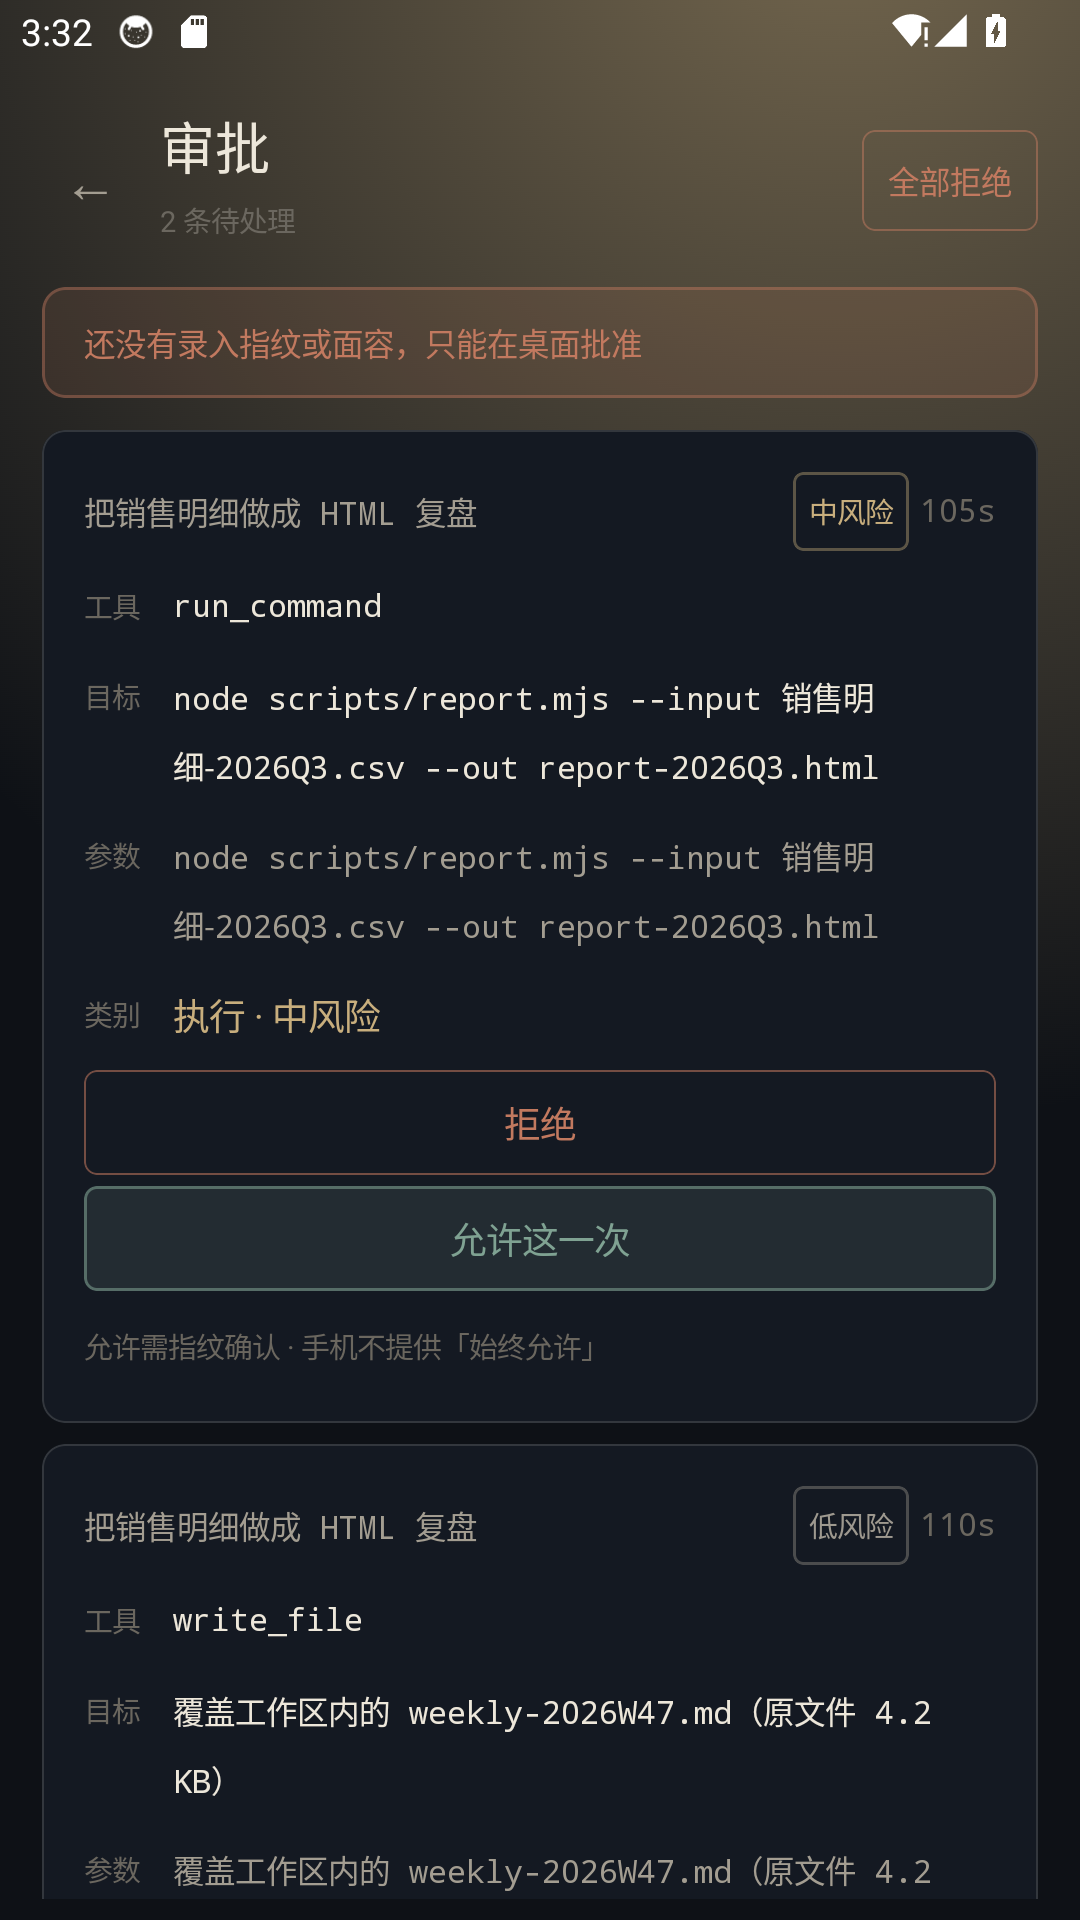 3:32
←
审批
2 条待处理
全部拒绝
还没有录入指纹或面容，只能在桌面批准
把销售明细做成 HTML 复盘
中风险
105s
工具
run_command
目标
node scripts/report.mjs --input 销售明
细-2026Q3.csv --out report-2026Q3.html
参数
node scripts/report.mjs --input 销售明
细-2026Q3.csv --out report-2026Q3.html
类别
执行 · 中风险
拒绝
允许这一次
允许需指纹确认 · 手机不提供「始终允许」
把销售明细做成 HTML 复盘
低风险
110s
工具
write_file
目标
覆盖工作区内的 weekly-2026W47.md（原文件 4.2
KB）
参数
覆盖工作区内的 weekly-2026W47.md（原文件 4.2